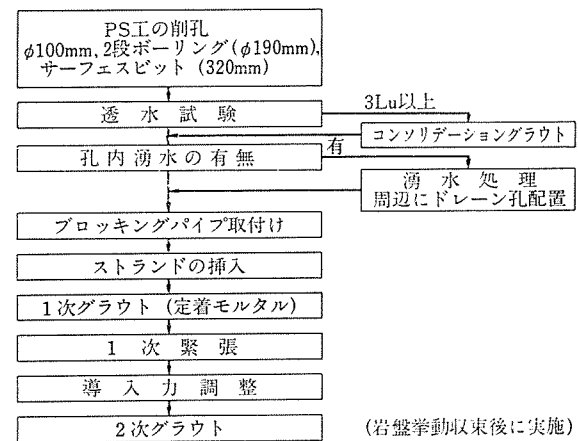 PS工の削孔
φ100mm, 2段ボーリング(φ190mm),
サーフェスビット (320mm)
透水試験
3Lu以上
コンソリデーショングラウト
孔内湧水の有無
有
湧水処理
周辺にドレーン孔配置
ブロッキングパイプ取付け
ストランドの挿入
1次グラウト (定着モルタル)
1次緊張
導入力調整
2次グラウト
(岩盤挙動収束後に実施)